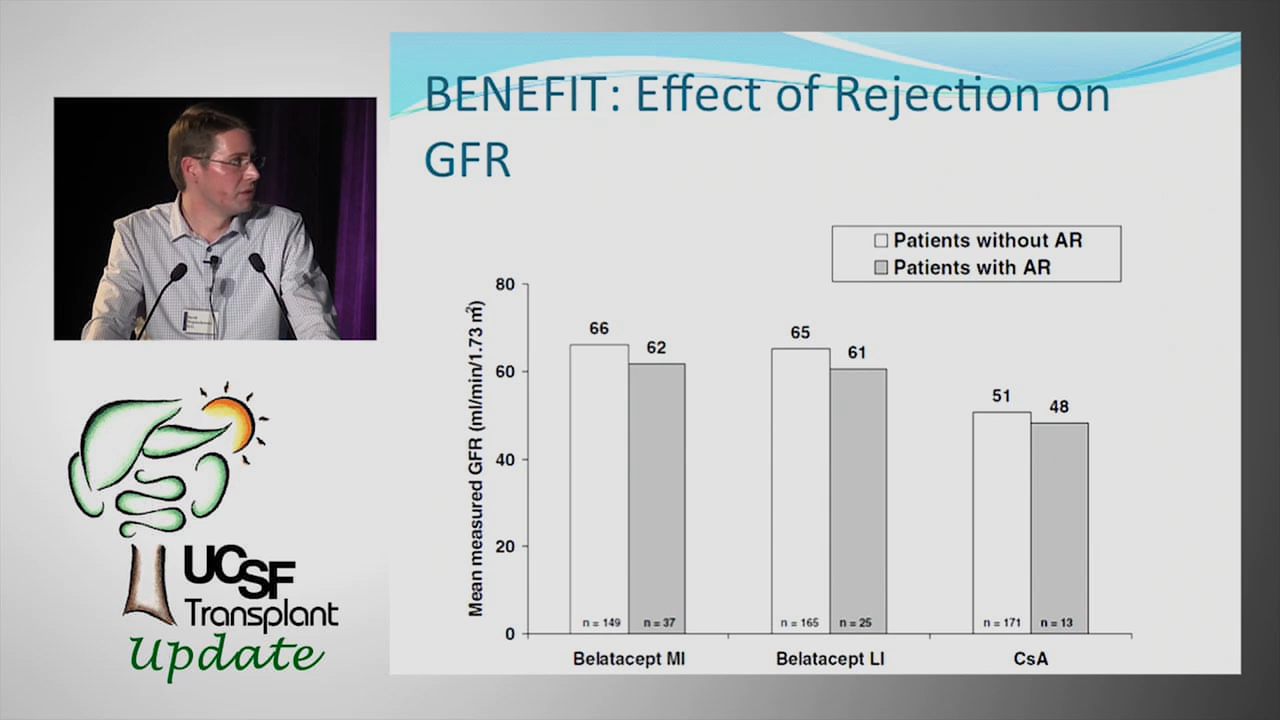 BENEFIT: Effect of Rejection on
GFR
Patients without AR
Patients with AR
Mean measured GFR (ml/min/1.73 m²)
80
60
40
20
0
66
62
65
61
51
48
n = 149
n = 37
n = 165
n = 25
n = 171
n = 13
Belatacept MI
Belatacept LI
CsA
UCSF
Transplant
Update